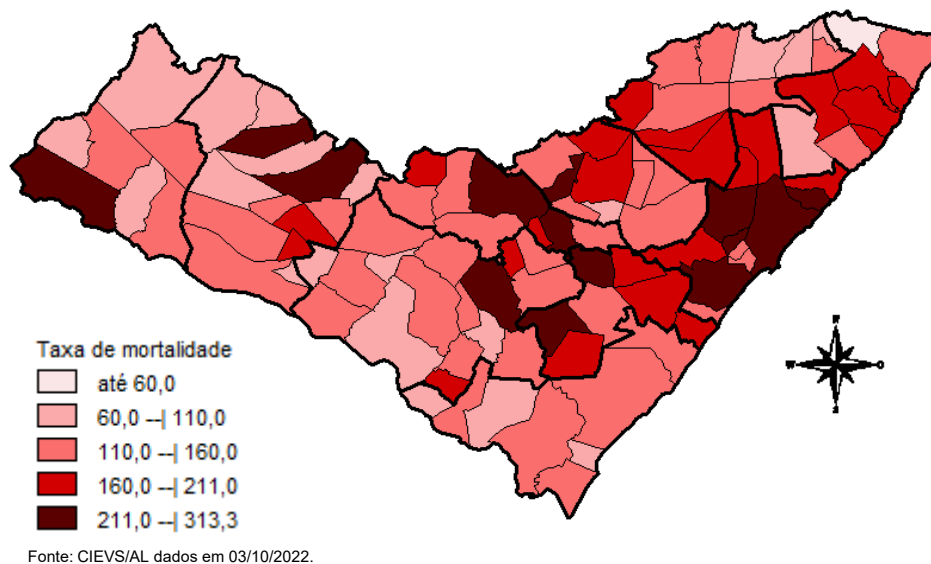 N
W
O
S
Taxa de mortalidade
até 60,0
60,0 --| 110,0
110,0 --| 160,0
160,0 --| 211,0
211,0 --| 313,3
Fonte: CIEVS/AL dados em 03/10/2022.